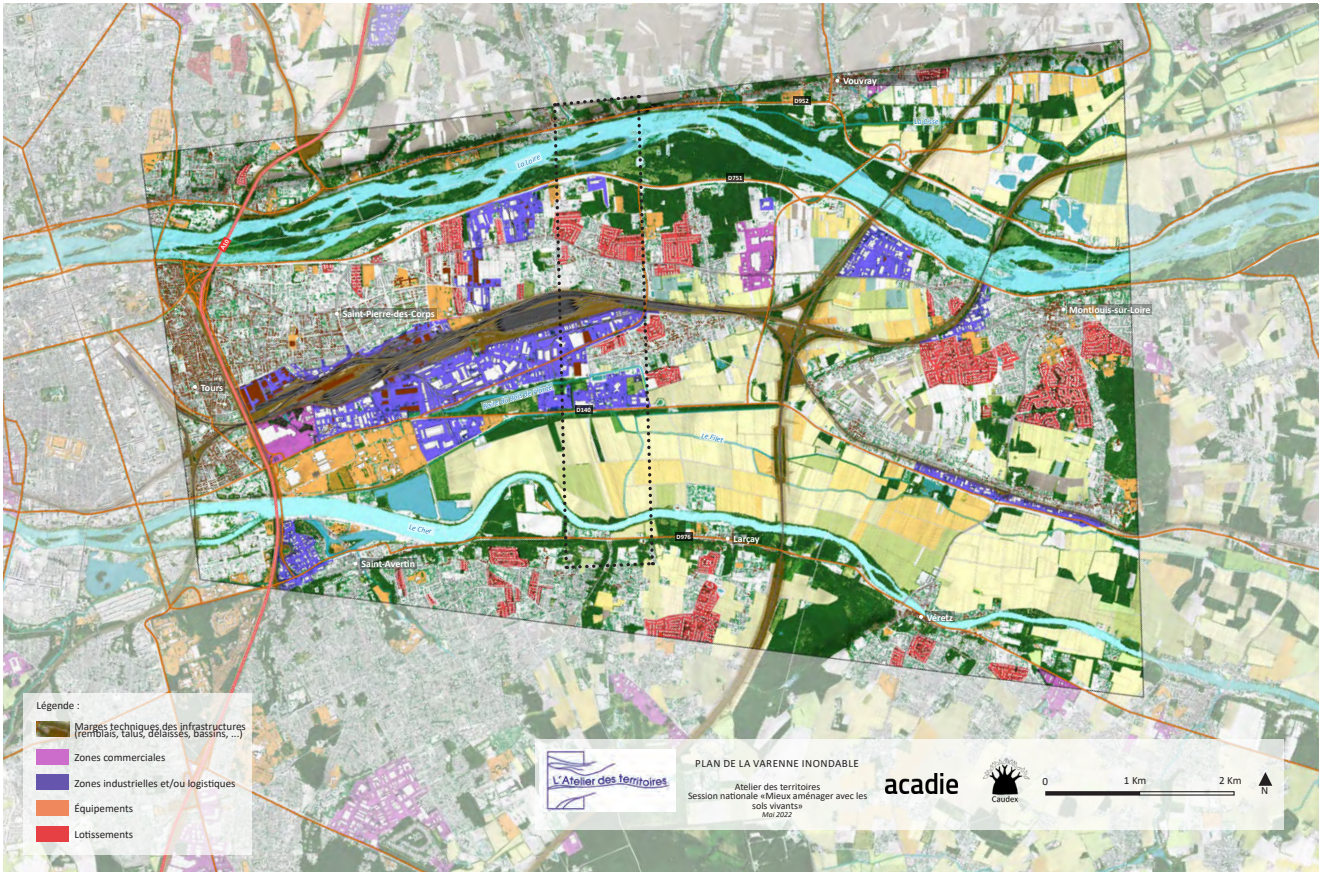 Vouvray
D952
La Cisse
La Loire
D751
A10
Saint-Pierre-des-Corps
Montlouis-sur-Loire
Tours
D140
Le Filet
Le Cher
D976
Larçay
Saint-Avertin
Véretz
Légende :
Marges techniques des infrastructures
(remblais, talus, délaissés, bassins, ...)
Zones commerciales
Zones industrielles et/ou logistiques
Équipements
Lotissements
L'Atelier des territoires
PLAN DE LA VARENNE INONDABLE
Atelier des territoires
Session nationale «Mieux aménager avec les
sols vivants»
Mai 2022
acadie
Caudex
0 1 Km 2 Km
N